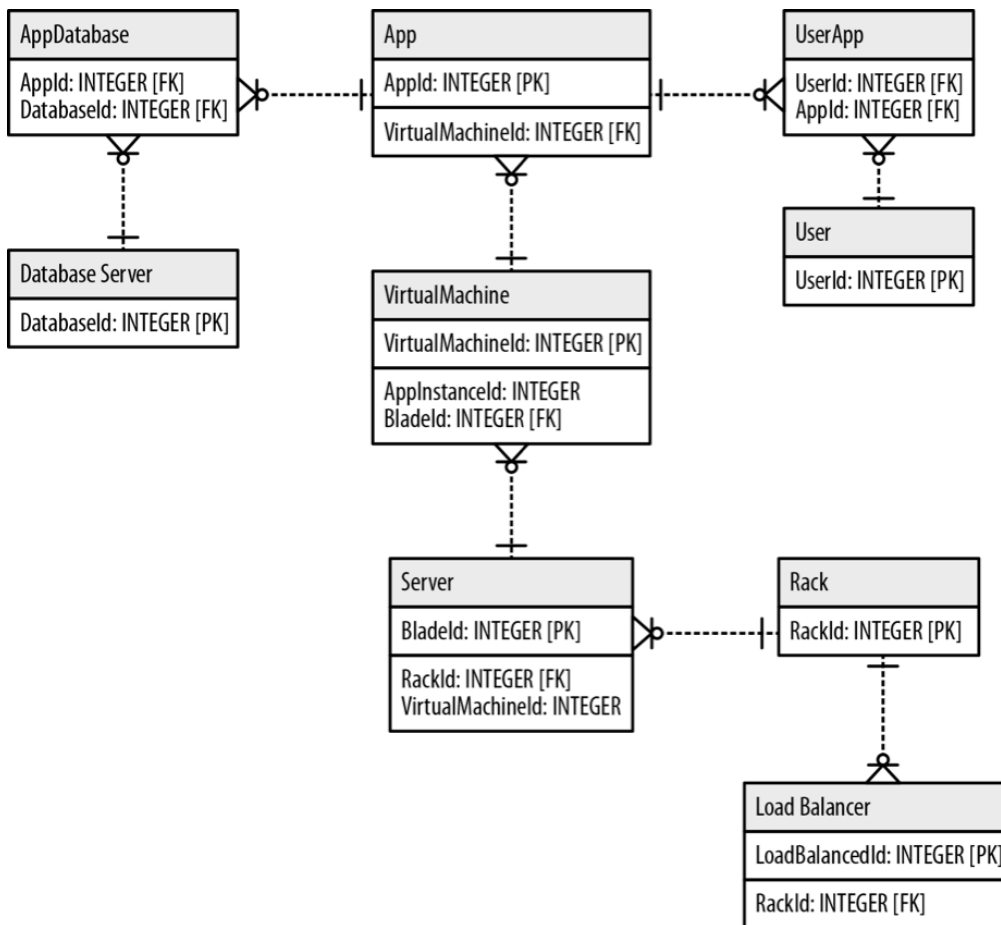 AppDatabase
AppId: INTEGER [FK]
DatabaseId: INTEGER [FK]
App
AppId: INTEGER [PK]
VirtualMachineId: INTEGER [FK]
UserApp
UserId: INTEGER [FK]
AppId: INTEGER [FK]
Database Server
DatabaseId: INTEGER [PK]
VirtualMachine
VirtualMachineId: INTEGER [PK]
AppInstanceId: INTEGER
BladeId: INTEGER [FK]
User
UserId: INTEGER [PK]
Server
BladeId: INTEGER [PK]
RackId: INTEGER [FK]
VirtualMachineId: INTEGER
Rack
RackId: INTEGER [PK]
Load Balancer
LoadBalancedId: INTEGER [PK]
RackId: INTEGER [FK]